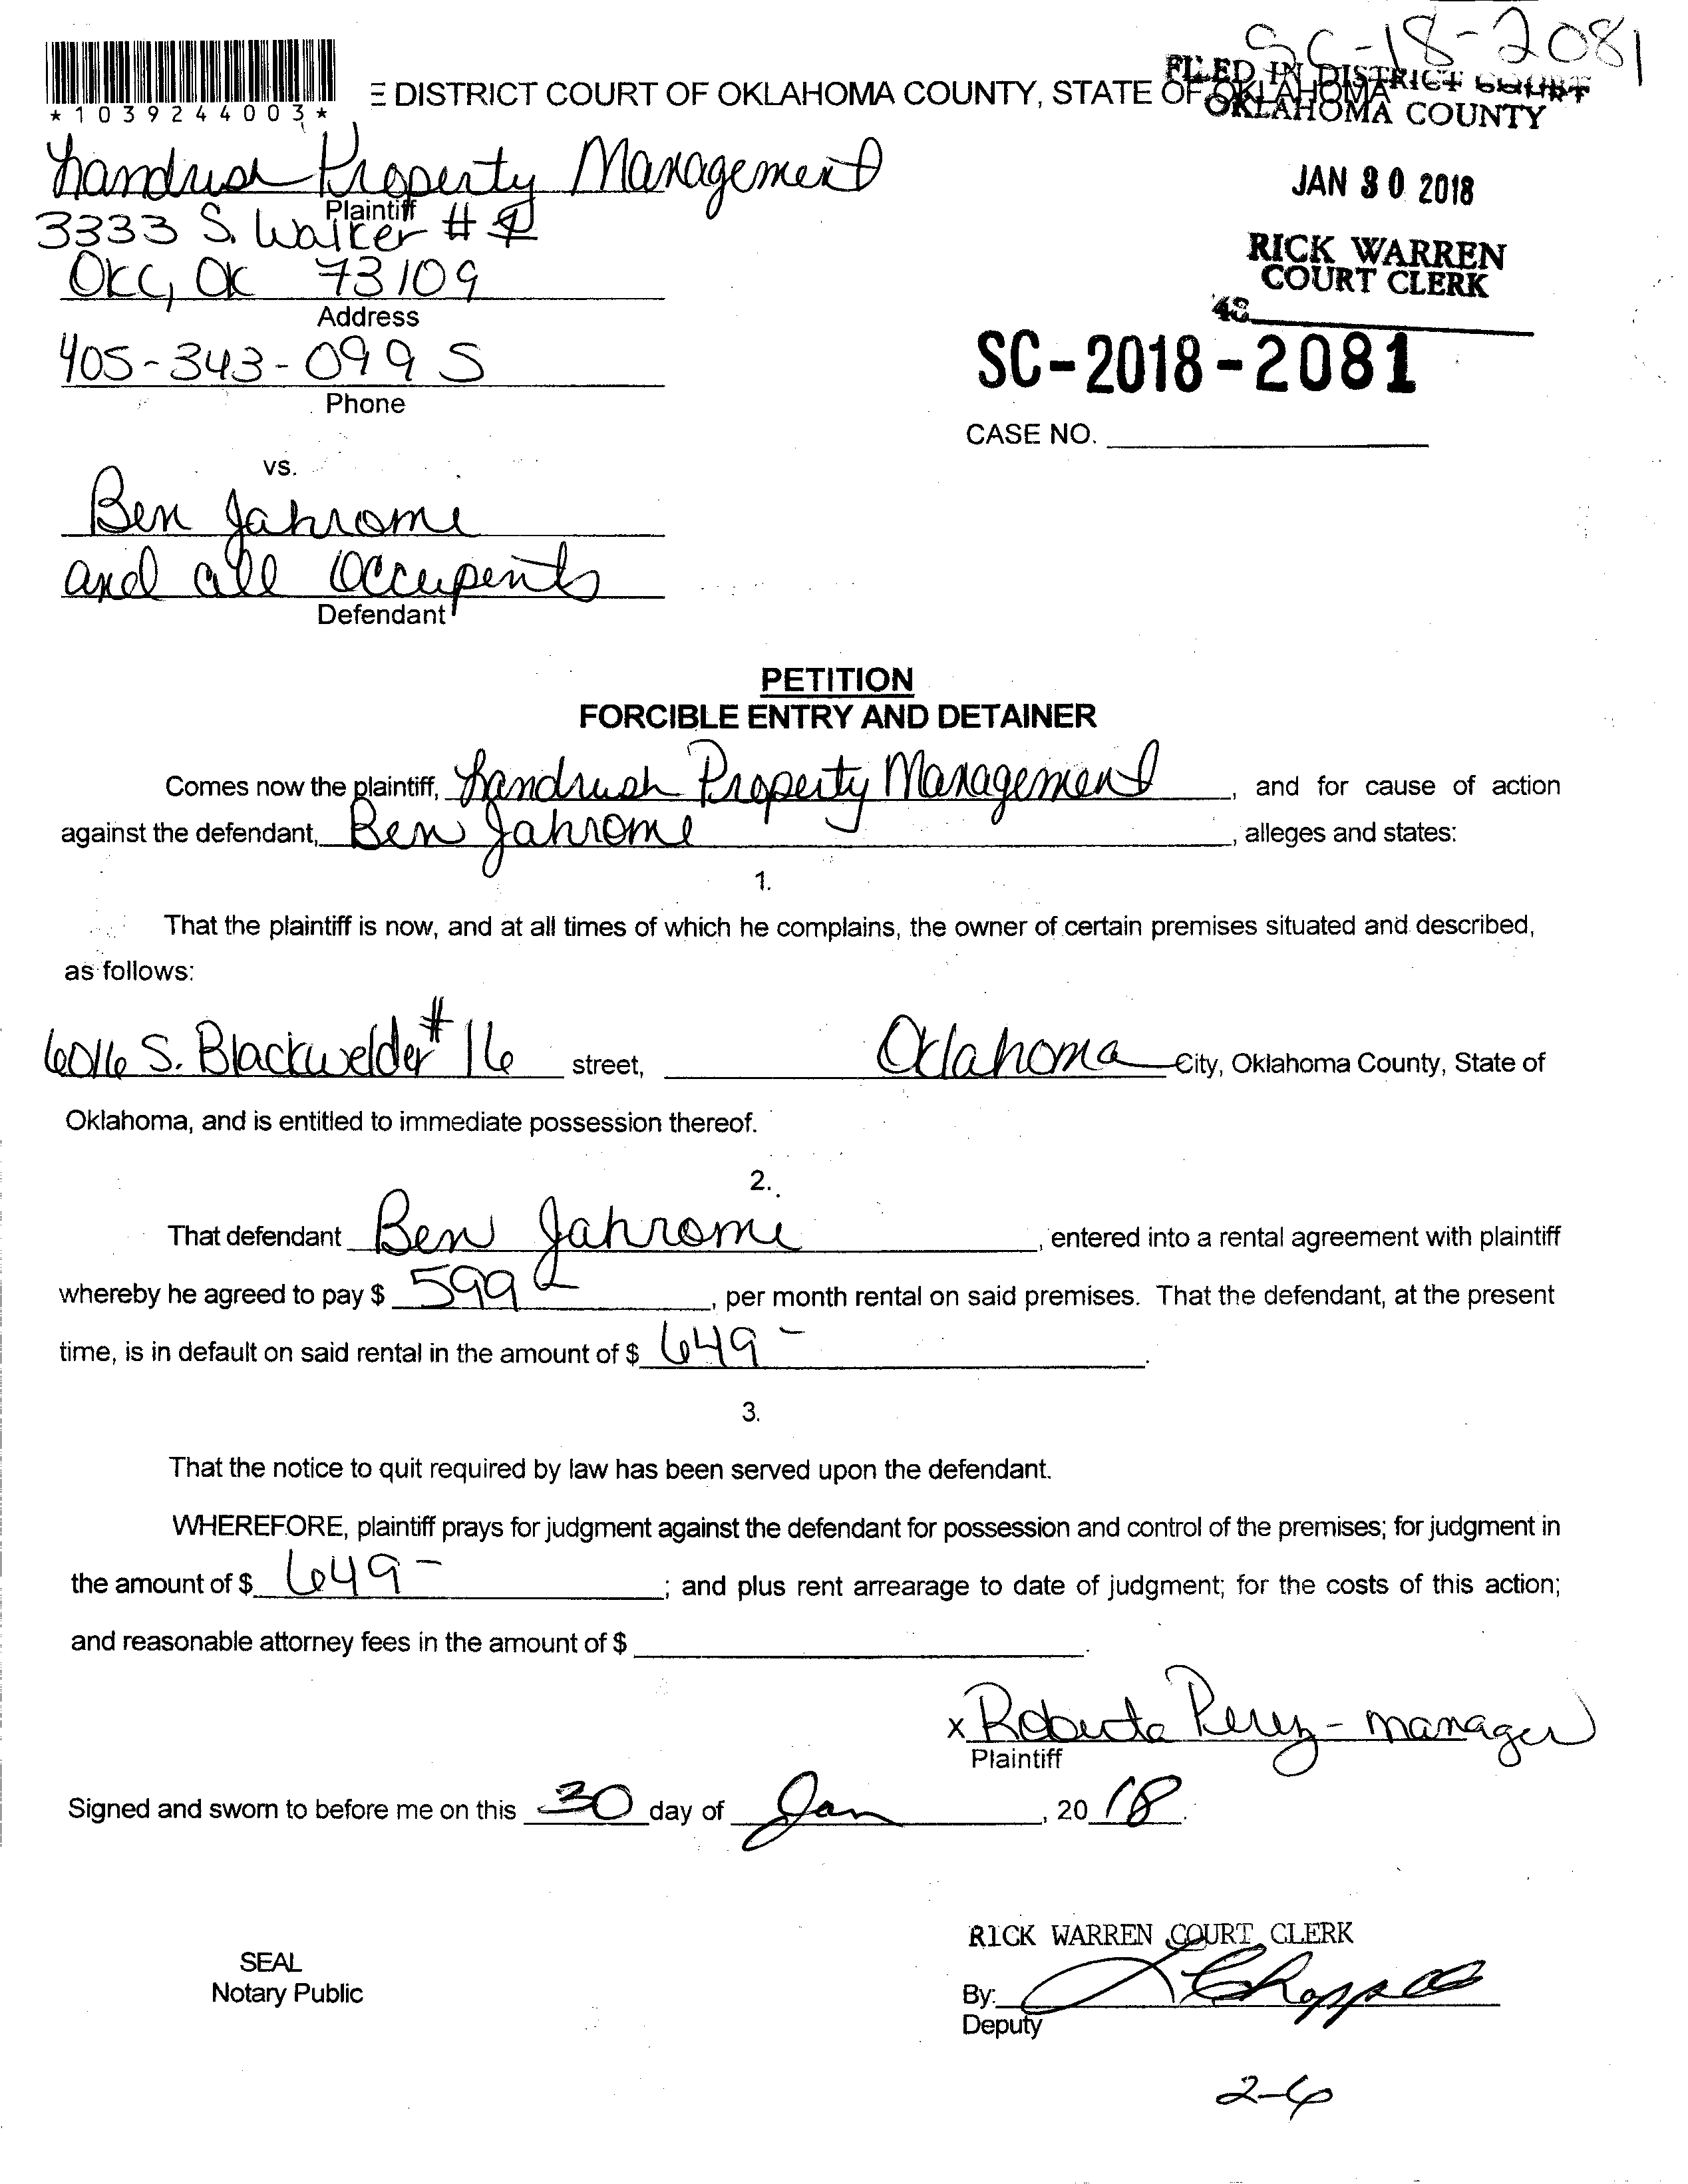 SC-18-2081
*1039244003*
E DISTRICT COURT OF OKLAHOMA COUNTY, STATE OF OKLAHOMA
FILED IN DISTRICT COURT
OKLAHOMA COUNTY
JAN 30 2018
RICK WARREN
COURT CLERK
48
SC-2018-2081
CASE NO.
Landrush Property Management
Plaintiff
3333 S. Walker #
OKC, OK 73109
Address
405-343-0995
Phone
vs.
Ben Jahromi
and all Occupents
Defendant
PETITION
FORCIBLE ENTRY AND DETAINER
Comes now the plaintiff, Landrush Property Management, and for cause of action
against the defendant, Ben Jahromi, alleges and states:
1.
That the plaintiff is now, and at all times of which he complains, the owner of certain premises situated and described,
as follows:
6016 S. Blackwelder #16 street, Oklahoma City, Oklahoma County, State of
Oklahoma, and is entitled to immediate possession thereof.
2.
That defendant Ben Jahromi, entered into a rental agreement with plaintiff
whereby he agreed to pay $ 599-, per month rental on said premises. That the defendant, at the present
time, is in default on said rental in the amount of $ 649-.
3.
That the notice to quit required by law has been served upon the defendant.
WHEREFORE, plaintiff prays for judgment against the defendant for possession and control of the premises; for judgment in
the amount of $ 649-; and plus rent arrearage to date of judgment; for the costs of this action;
and reasonable attorney fees in the amount of $ .
x Roberta Perez - manager
Plaintiff
Signed and sworn to before me on this 30 day of Jan, 2018.
RICK WARREN COURT CLERK
SEAL
Notary Public
By:
Deputy
2-6